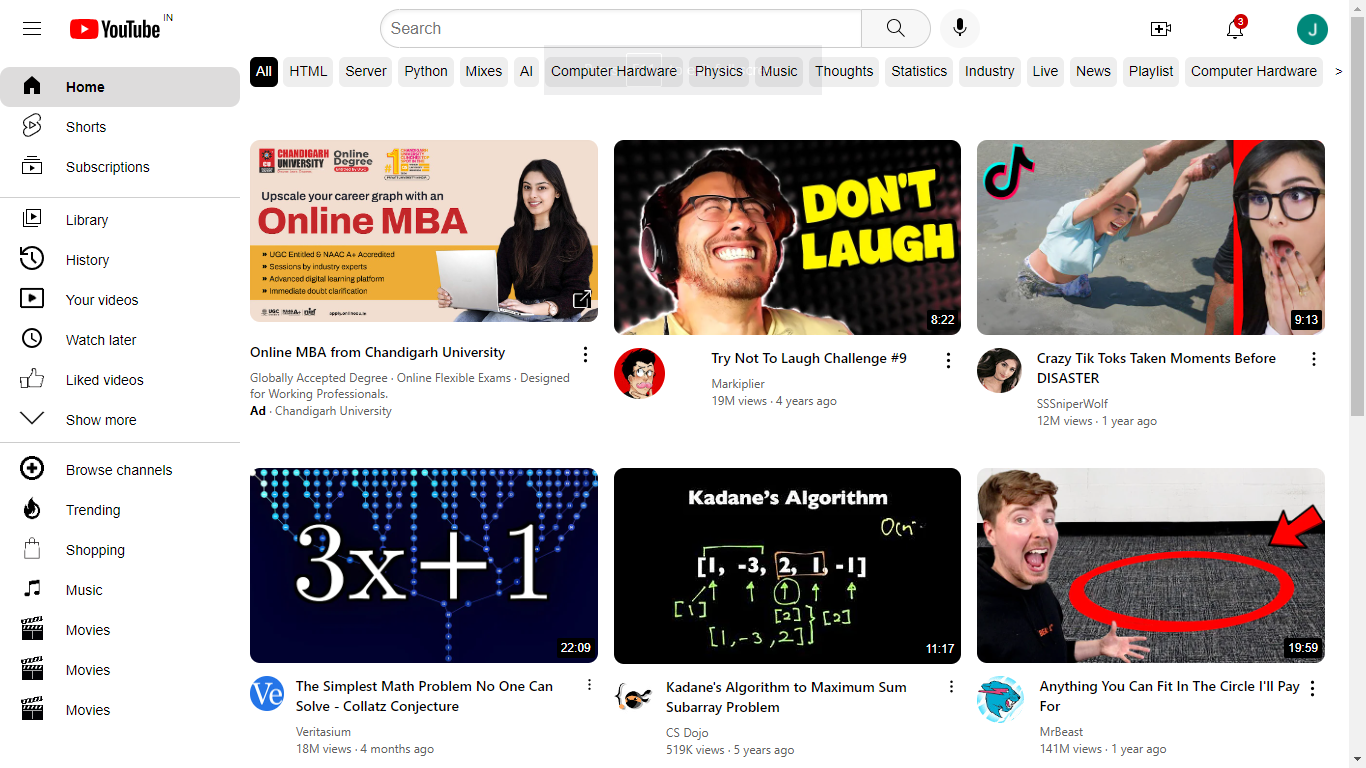 YouTube IN
Search
3
J
Home
Shorts
Subscriptions
Library
History
Your videos
Watch later
Liked videos
Show more
Browse channels
Trending
Shopping
Music
Movies
Movies
Movies
All HTML Server Python Mixes AI Computer Hardware Physics Music Thoughts Statistics Industry Live News Playlist Computer Hardware >
CHANDIGARH
UNIVERSITY
Online
Degree
#1
Upscale your career graph with an
Online MBA
» UGC Entitled & NAAC A+ Accredited
» Sessions by industry experts
» Advanced digital learning platform
» Immediate doubt clarification
UGC
Online MBA from Chandigarh University
Globally Accepted Degree · Online Flexible Exams · Designed
for Working Professionals.
Ad · Chandigarh University
DON'T
LAUGH
8:22
Try Not To Laugh Challenge #9
Markiplier
19M views · 4 years ago
9:13
Crazy Tik Toks Taken Moments Before
DISASTER
SSSniperWolf
12M views · 1 year ago
3x+1
22:09
Ve
The Simplest Math Problem No One Can
Solve - Collatz Conjecture
Veritasium
18M views · 4 months ago
Kadane's Algorithm
[1, -3, 2, 1, -1]
[1] [2] [2]
[1,-3,2]
11:17
Kadane's Algorithm to Maximum Sum
Subarray Problem
CS Dojo
519K views · 5 years ago
19:59
Anything You Can Fit In The Circle I'll Pay
For
MrBeast
141M views · 1 year ago